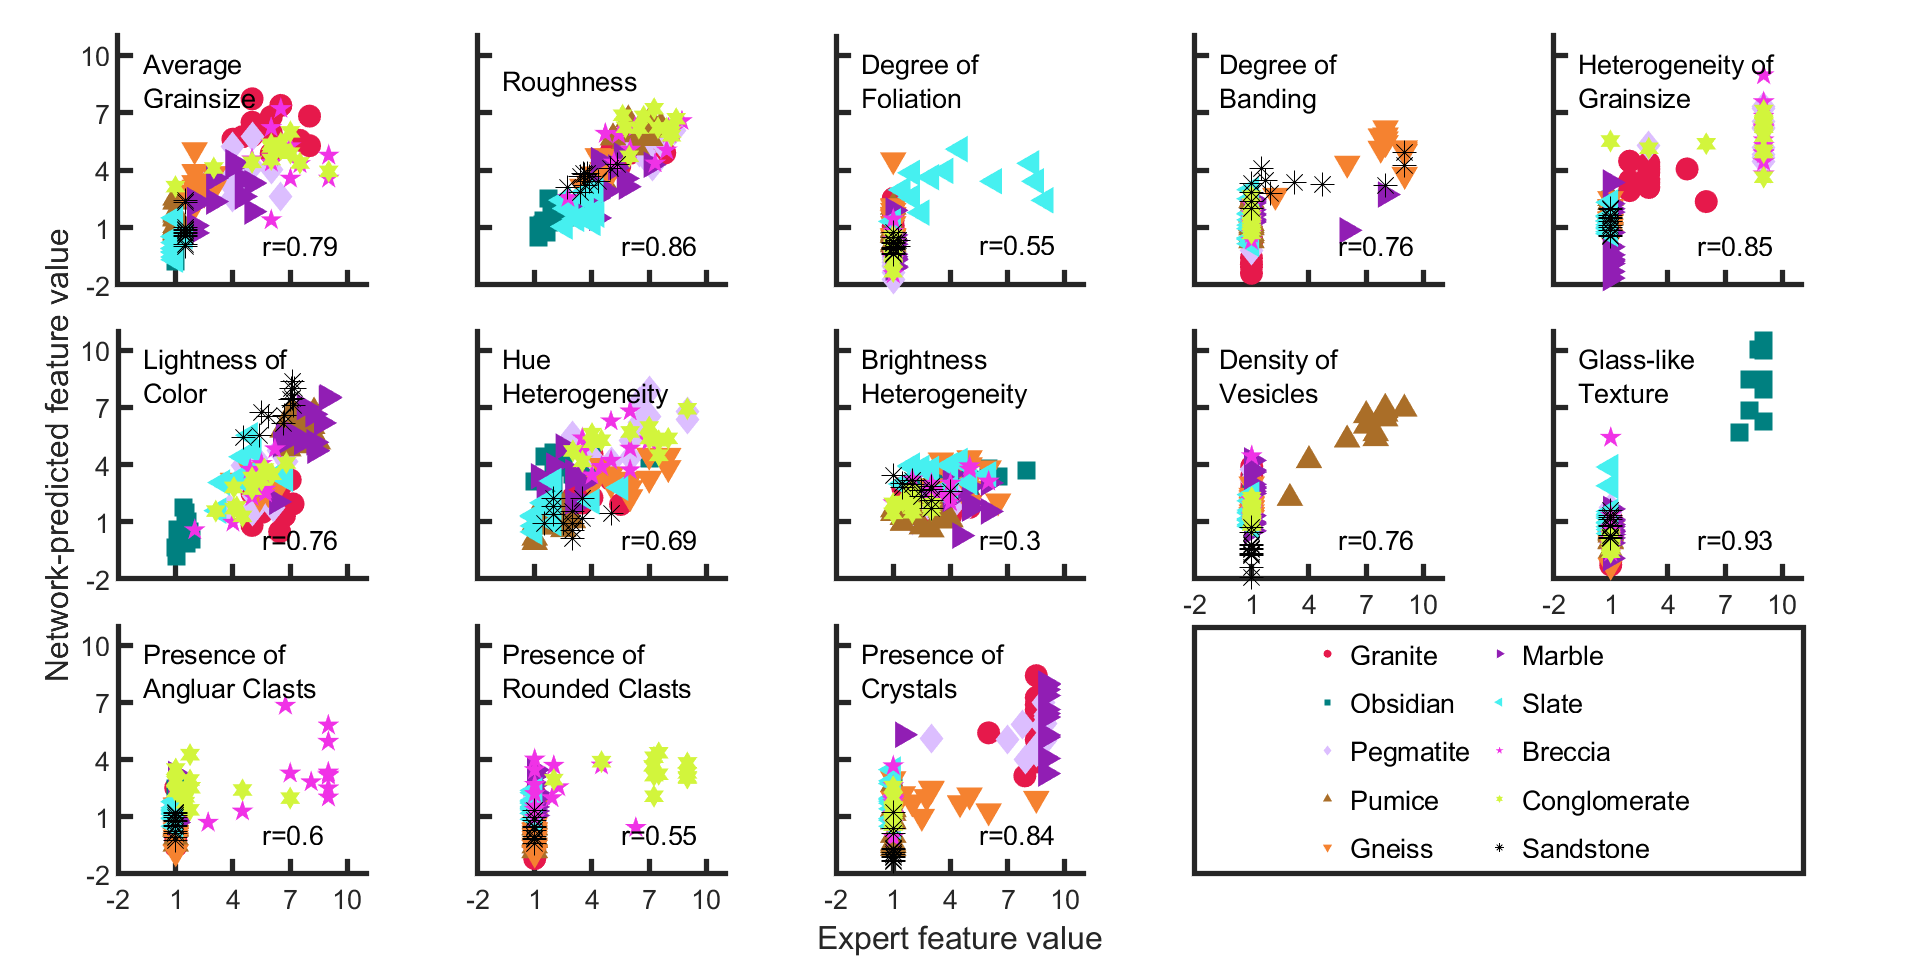 Network-predicted feature value
10
7
4
1
-2
Average
Grainsize
r=0.79
Roughness
r=0.86
Degree of
Foliation
r=0.55
Degree of
Banding
r=0.76
Heterogeneity of
Grainsize
r=0.85
10
7
4
1
-2
Lightness of
Color
r=0.76
Hue
Heterogeneity
r=0.69
Brightness
Heterogeneity
r=0.3
Density of
Vesicles
r=0.76
-2 1 4 7 10
Glass-like
Texture
r=0.93
-2 1 4 7 10
10
7
4
1
-2
Presence of
Angluar Clasts
r=0.6
-2 1 4 7 10
Presence of
Rounded Clasts
r=0.55
-2 1 4 7 10
Presence of
Crystals
r=0.84
-2 1 4 7 10
Granite
Obsidian
Pegmatite
Pumice
Gneiss
Marble
Slate
Breccia
Conglomerate
Sandstone
Expert feature value